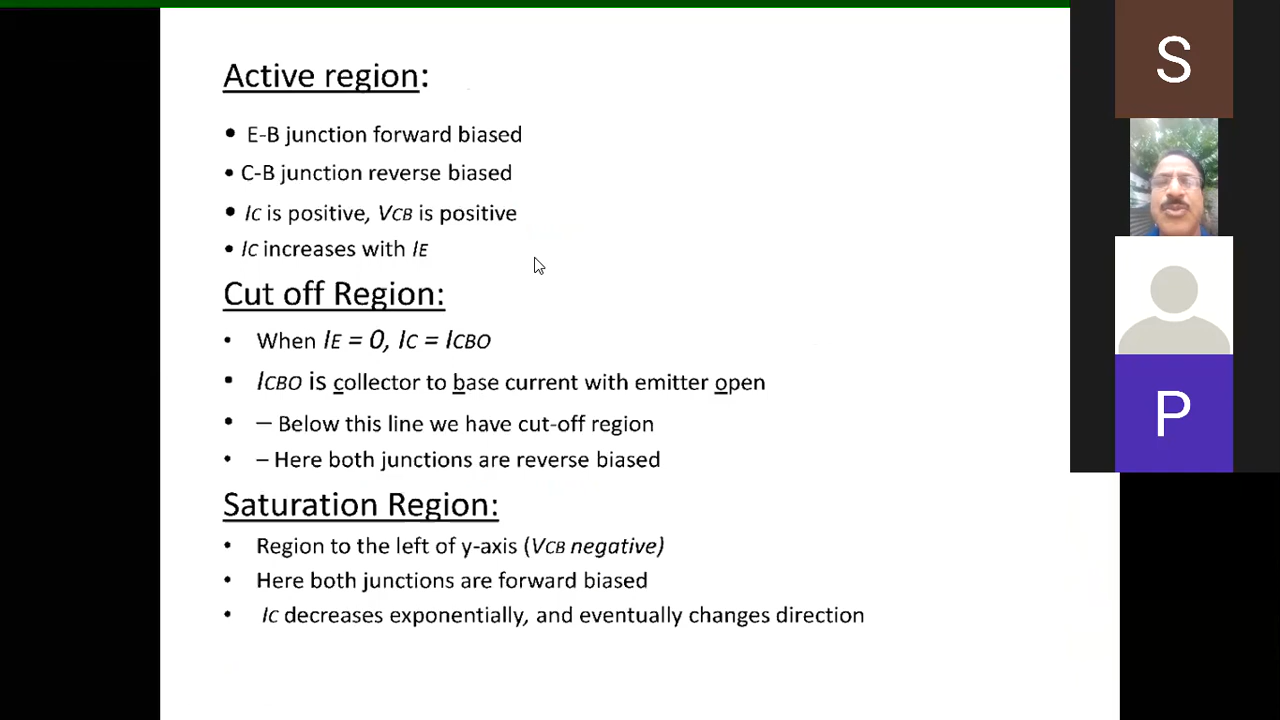 Active region:
• E-B junction forward biased
• C-B junction reverse biased
• IC is positive, VCB is positive
• IC increases with IE
Cut off Region:
• When IE = 0, IC = ICBO
• ICBO is collector to base current with emitter open
• – Below this line we have cut-off region
• – Here both junctions are reverse biased
Saturation Region:
• Region to the left of y-axis (VCB negative)
• Here both junctions are forward biased
• IC decreases exponentially, and eventually changes direction
S
P